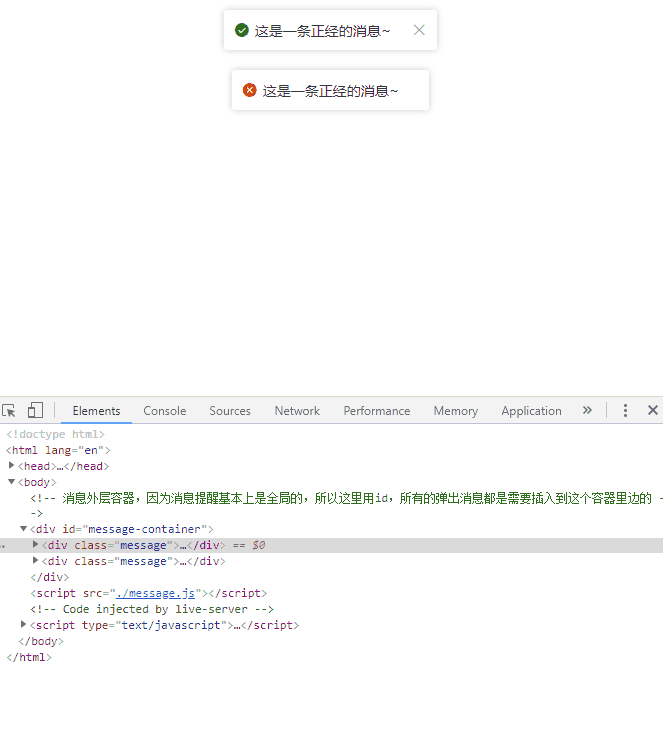 这是一条正经的消息~
这是一条正经的消息~
Elements Console Sources Network Performance Memory Application »
<!doctype html>
<html lang="en">
<head>…</head>
<body>
<!-- 消息外层容器，因为消息提醒基本上是全局的，所以这里用id，所有的弹出消息都是需要插入到这个容器里边的 -
->
<div id="message-container">
<div class="message">…</div> == $0
<div class="message">…</div>
</div>
<script src="./message.js"></script>
<!-- Code injected by live-server -->
<script type="text/javascript">…</script>
</body>
</html>